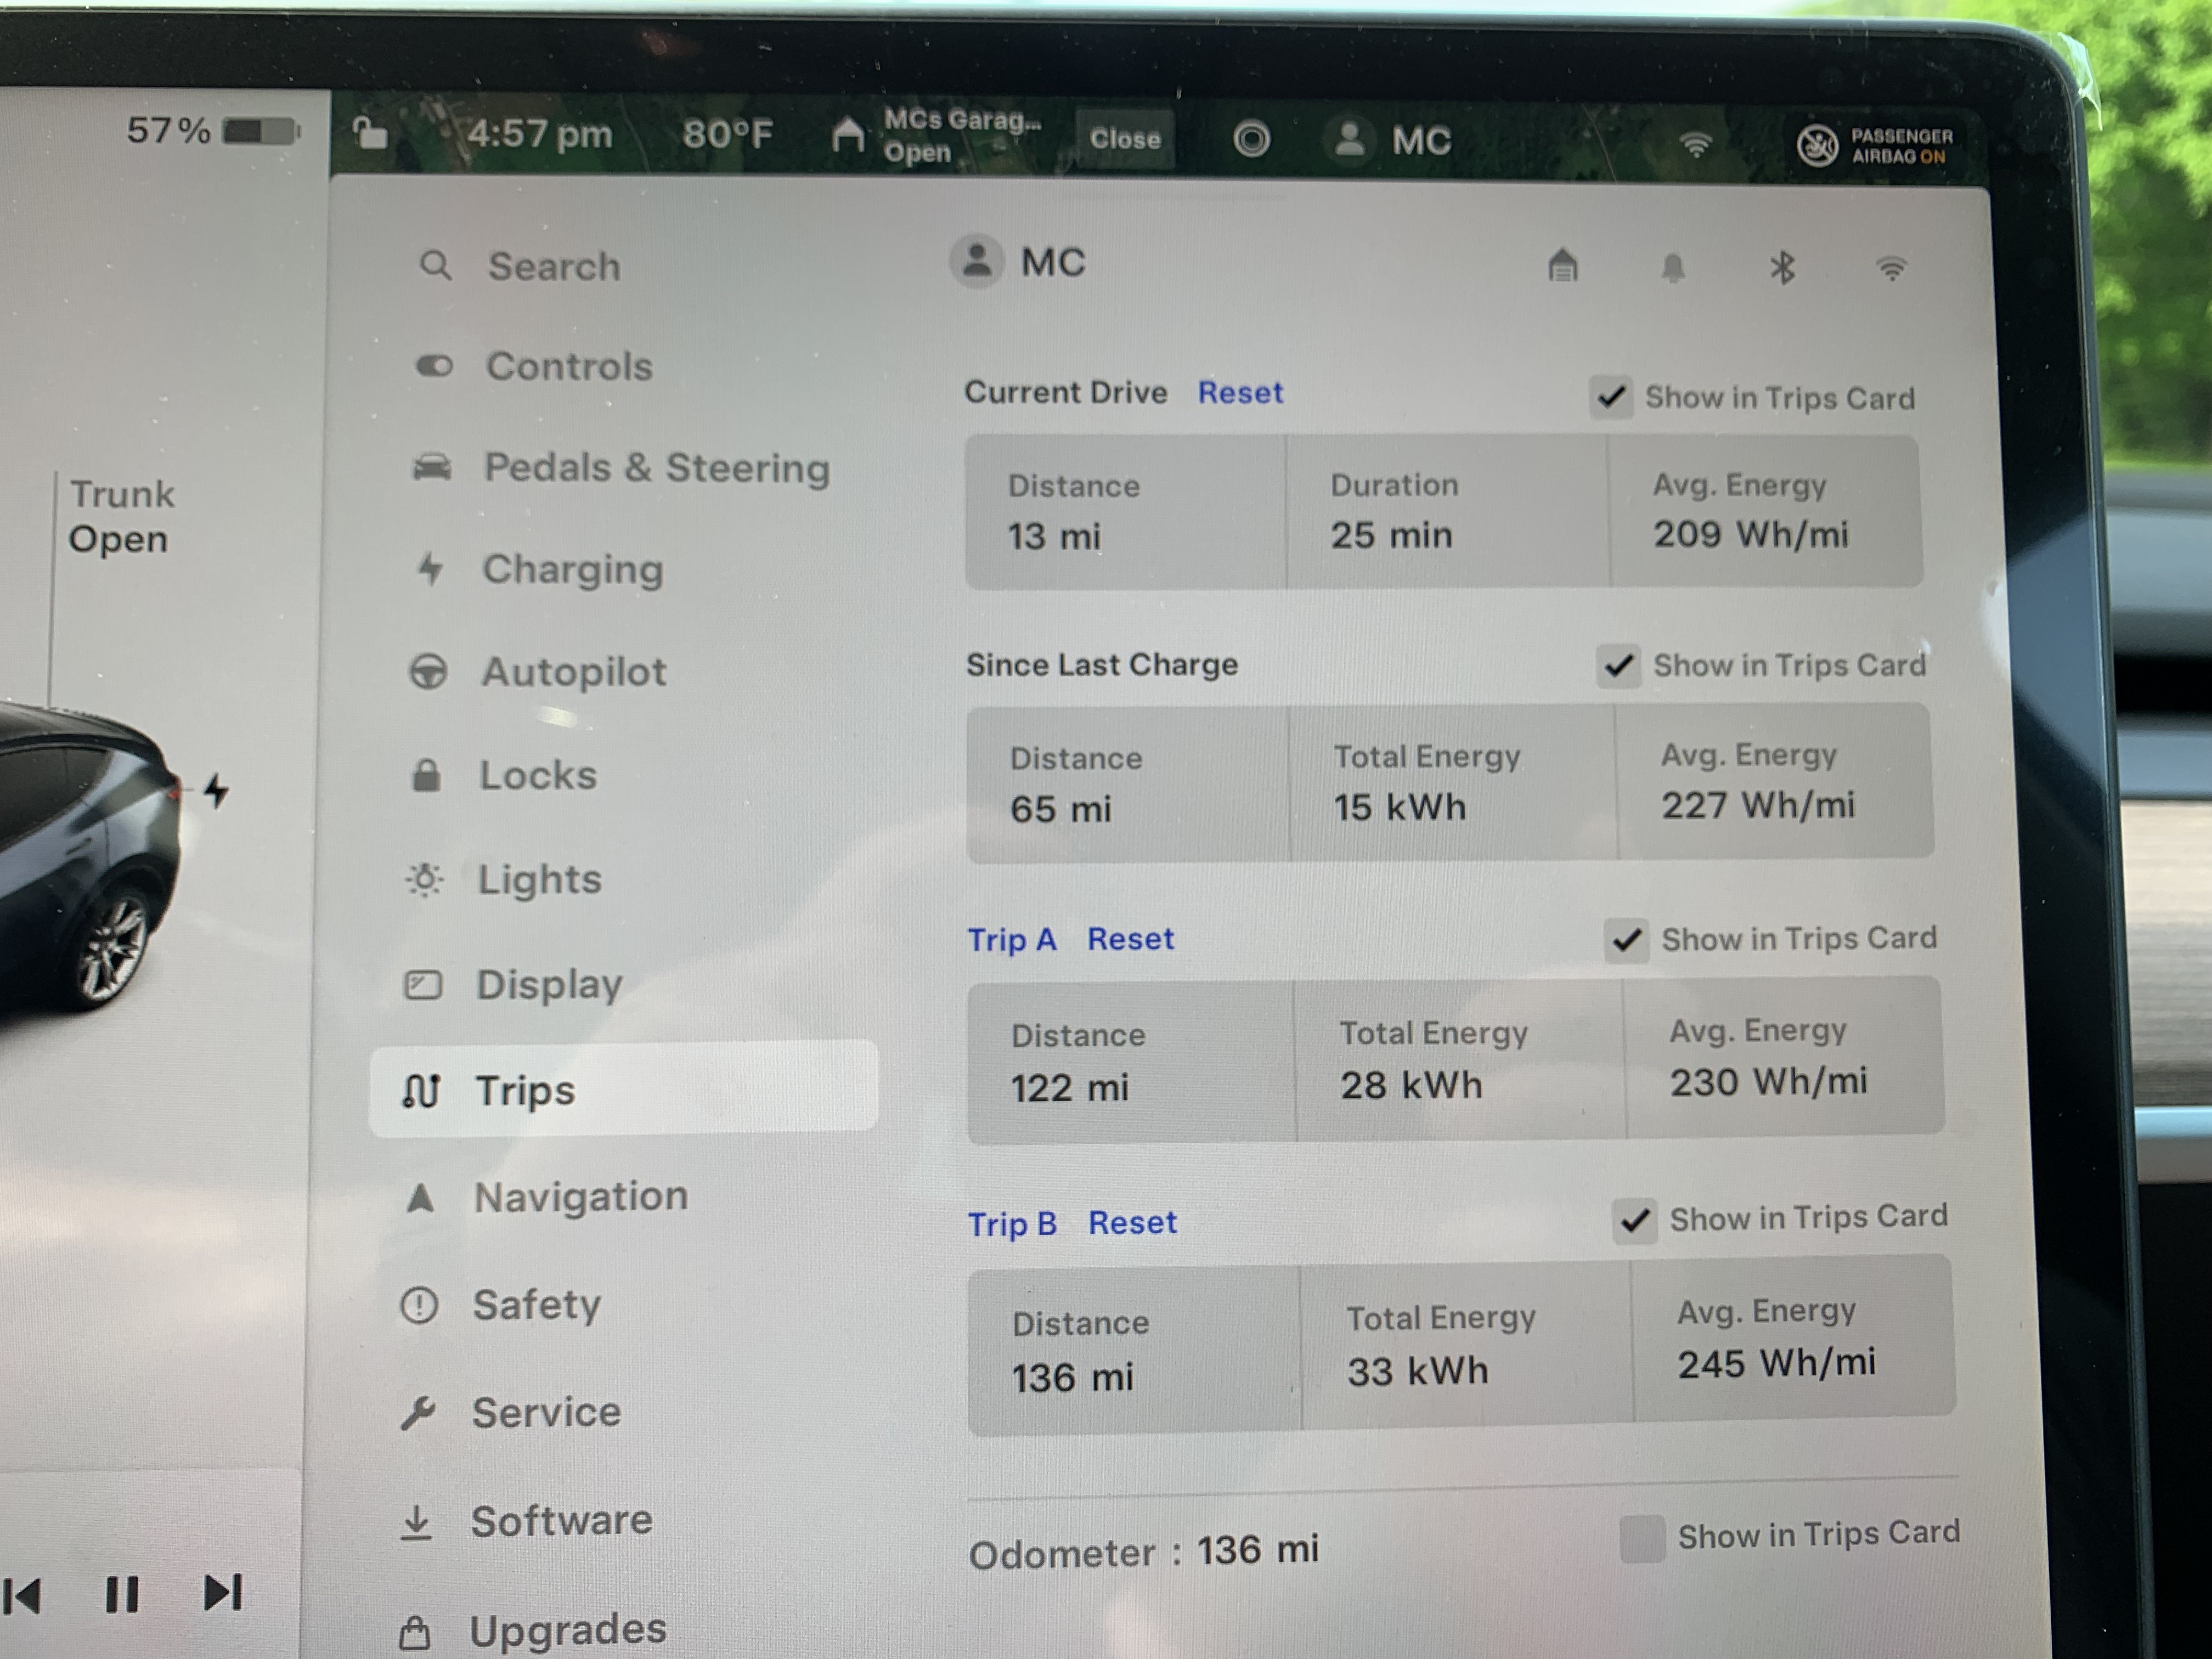 57%
4:57 pm
80°F
MCs Garag...
Open
Close
MC
PASSENGER
AIRBAG ON
Trunk
Open
Search
Controls
Pedals & Steering
Charging
Autopilot
Locks
Lights
Display
Trips
Navigation
Safety
Service
Software
Upgrades
MC
Current Drive Reset Show in Trips Card
Distance Duration Avg. Energy
13 mi 25 min 209 Wh/mi
Since Last Charge Show in Trips Card
Distance Total Energy Avg. Energy
65 mi 15 kWh 227 Wh/mi
Trip A Reset Show in Trips Card
Distance Total Energy Avg. Energy
122 mi 28 kWh 230 Wh/mi
Trip B Reset Show in Trips Card
Distance Total Energy Avg. Energy
136 mi 33 kWh 245 Wh/mi
Odometer : 136 mi Show in Trips Card